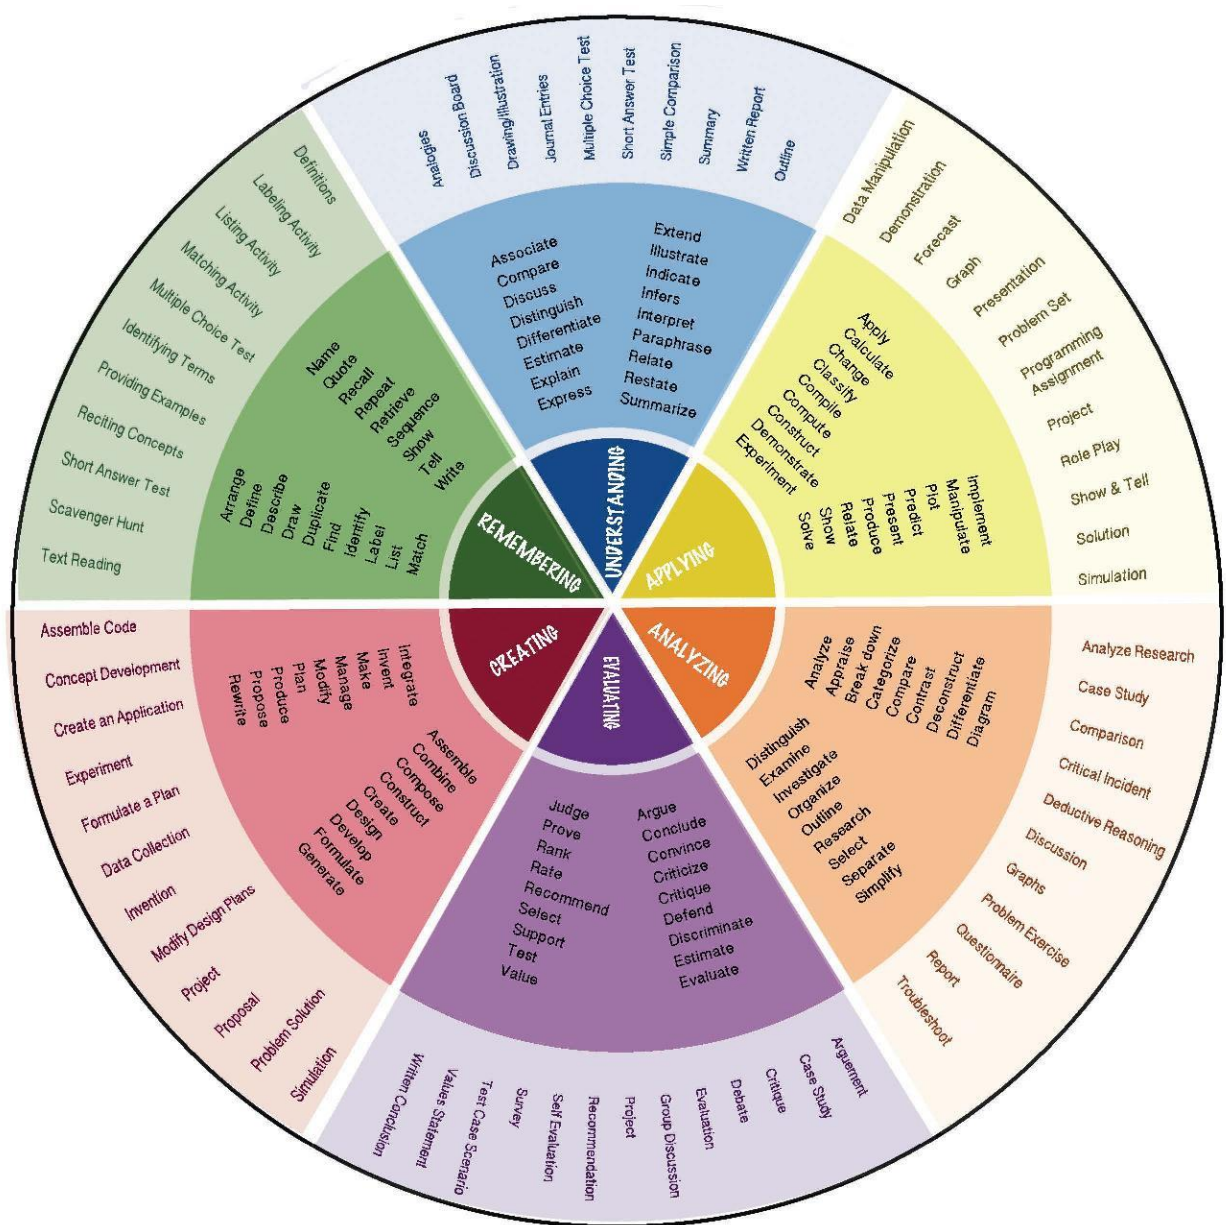 UNDERSTANDING
Associate
Compare
Discuss
Distinguish
Differentiate
Estimate
Explain
Express
Extend
Illustrate
Indicate
Infers
Interpret
Paraphrase
Relate
Restate
Summarize
Analogies
Discussion Board
Drawing/Illustration
Journal Entries
Multiple Choice Test
Short Answer Test
Simple Comparison
Summary
Written Report
Outline
APPLYING
Apply
Calculate
Change
Classify
Compile
Compute
Construct
Demonstrate
Experiment
Implement
Manipulate
Plot
Predict
Present
Produce
Relate
Show
Solve
Data Manipulation
Demonstration
Forecast
Graph
Presentation
Problem Set
Programming
Assignment
Project
Role Play
Show & Tell
Solution
Simulation
ANALYZING
Analyze
Appraise
Break down
Categorize
Compare
Contrast
Deconstruct
Differentiate
Diagram
Distinguish
Examine
Investigate
Organize
Outline
Research
Select
Separate
Simplify
Analyze Research
Case Study
Comparison
Critical Incident
Deductive Reasoning
Discussion
Graphs
Problem Exercise
Questionnaire
Report
Troubleshoot
EVALUATING
Argue
Conclude
Convince
Criticize
Critique
Defend
Discriminate
Estimate
Evaluate
Judge
Prove
Rank
Rafe
Recommend
Select
Support
Test
Value
Arguement
Case Study
Critique
Debate
Evaluation
Group Discussion
Project
Recommendation
Self Evaluation
Survey
Test Case Scenario
Values Statement
Written Conclusion
CREATING
Assemble
Combine
Compose
Construct
Create
Design
Develop
Formulate
Generate
Integrate
Invent
Make
Manage
Modify
Plan
Produce
Propose
Rewrite
Assemble Code
Concept Development
Create an Application
Experiment
Formulate a Plan
Data Collection
Invention
Modify Design Plans
Project
Proposal
Problem Solution
Simulation
REMEMBERING
Arrange
Define
Describe
Draw
Duplicate
Find
Identify
Label
List
Match
Name
Quote
Recall
Repeat
Retrieve
Sequence
Show
Tell
Write
Definitions
Labeling Activity
Listing Activity
Matching Activity
Multiple Choice Test
Identifying Terms
Providing Examples
Reciting Concepts
Short Answer Test
Scavenger Hunt
Text Reading